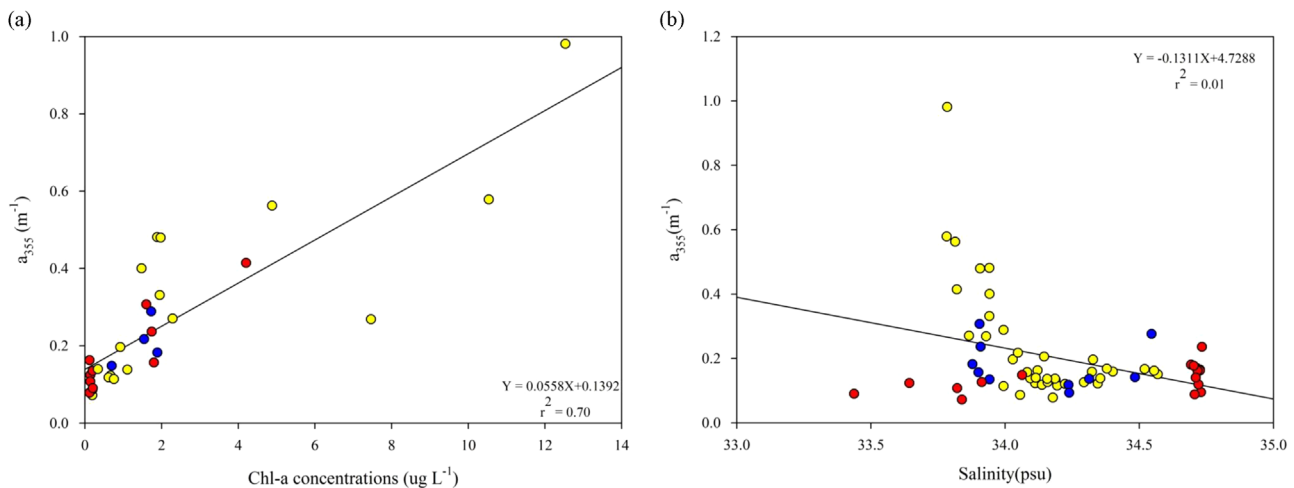 (a)
1.0
0.8
0.6
0.4
0.2
0.0
a355 (m-1)
Y = 0.0558X+0.1392
r2 = 0.70
0 2 4 6 8 10 12 14
Chl-a concentrations (ug L-1)
(b)
1.2
1.0
0.8
0.6
0.4
0.2
0.0
a355(m-1)
Y = -0.1311X+4.7288
r2 = 0.01
33.0 33.5 34.0 34.5 35.0
Salinity(psu)